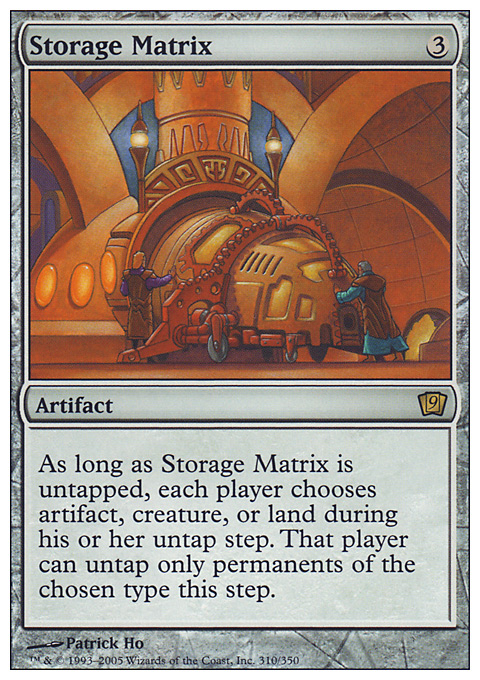 Storage Matrix 3
Artifact 9
As long as Storage Matrix is
untapped, each player chooses
artifact, creature, or land during
his or her untap step. That player
can untap only permanents of the
chosen type this step.
Patrick Ho
™ & © 1993–2005 Wizards of the Coast, Inc. 310/350